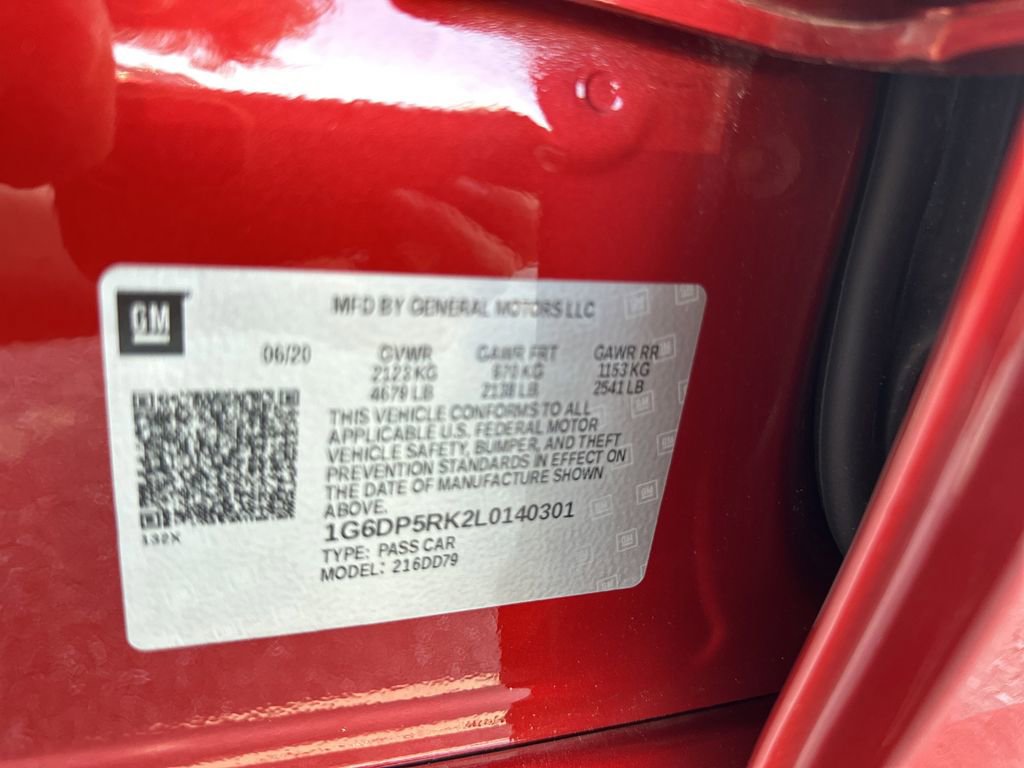 GM
MFD BY GENERAL MOTORS LLC
06/20 GVWR GAWR FRT GAWR RR
2123 KG 970 KG 1153 KG
4679 LB 2138 LB 2541 LB
THIS VEHICLE CONFORMS TO ALL
APPLICABLE U.S. FEDERAL MOTOR
VEHICLE SAFETY, BUMPER, AND THEFT
PREVENTION STANDARDS IN EFFECT ON
THE DATE OF MANUFACTURE SHOWN
ABOVE.
1G6DP5RK2L0140301
132X
TYPE: PASS CAR
MODEL: 216DD79